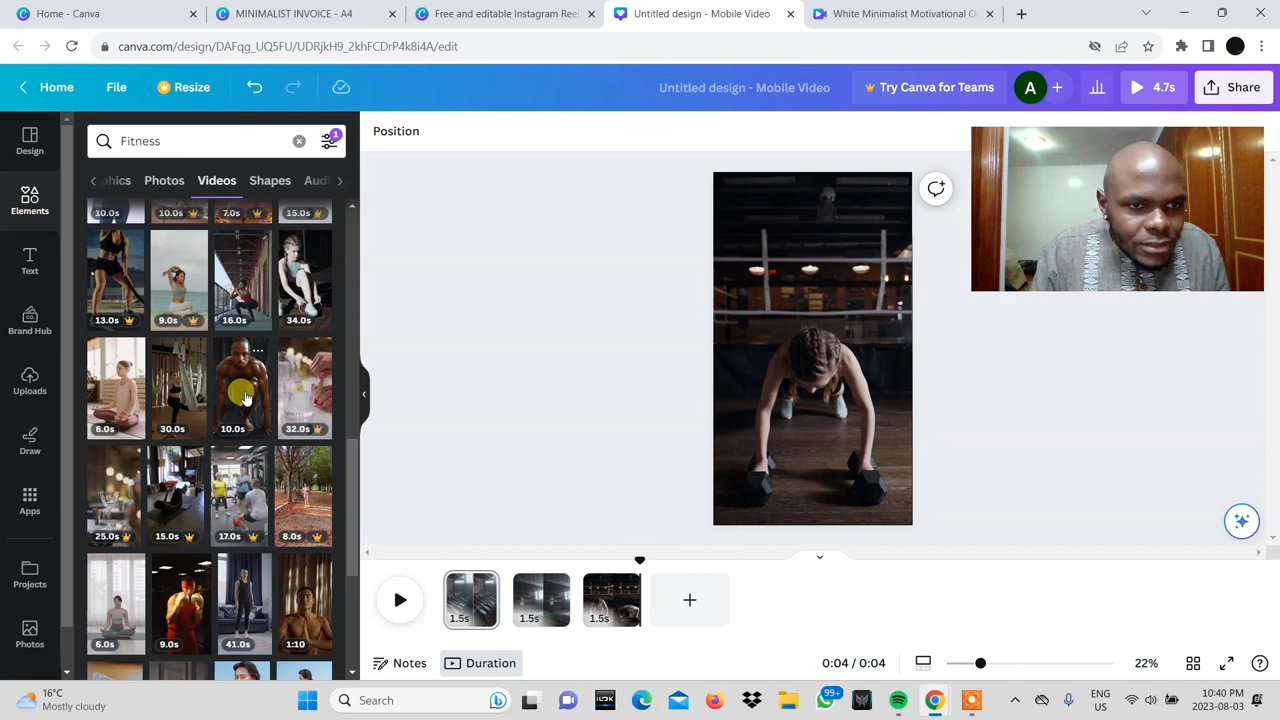 Home - Canva
MINIMALIST INVOICE - A4
Free and editable Instagram Ree
Untitled design - Mobile Video
White Minimalist Motivational O
canva.com/design/DAFqg_UQ5FU/UDRjkH9_2khFCDrP4k8i4A/edit
Home
File
Resize
Untitled design - Mobile Video
Try Canva for Teams
A
4.7s
Share
Design
Elements
Text
Brand Hub
Uploads
Draw
Apps
Projects
Photos
Fitness
1
phics
Photos
Videos
Shapes
Aud
10.0s
10.0s
7.0s
15.0s
13.0s
9.0s
16.0s
34.0s
6.0s
30.0s
10.0s
32.0s
25.0s
15.0s
17.0s
8.0s
6.0s
9.0s
41.0s
1:10
Position
1.5s
1.5s
1.5s
Notes
Duration
0:04 / 0:04
22%
16°C
Mostly cloudy
Search
99+
ENG
US
10:40 PM
2023-08-03